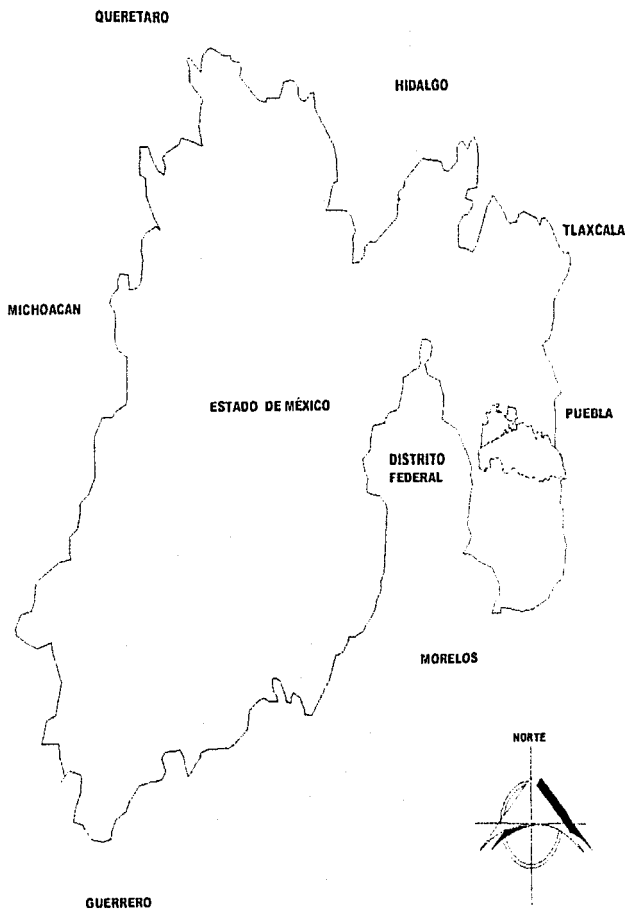 QUERETARO
HIDALGO
TLAXCALA
MICHOACAN
ESTADO DE MÉXICO
PUEBLA
DISTRITO
FEDERAL
MORELOS
NORTE
GUERRERO